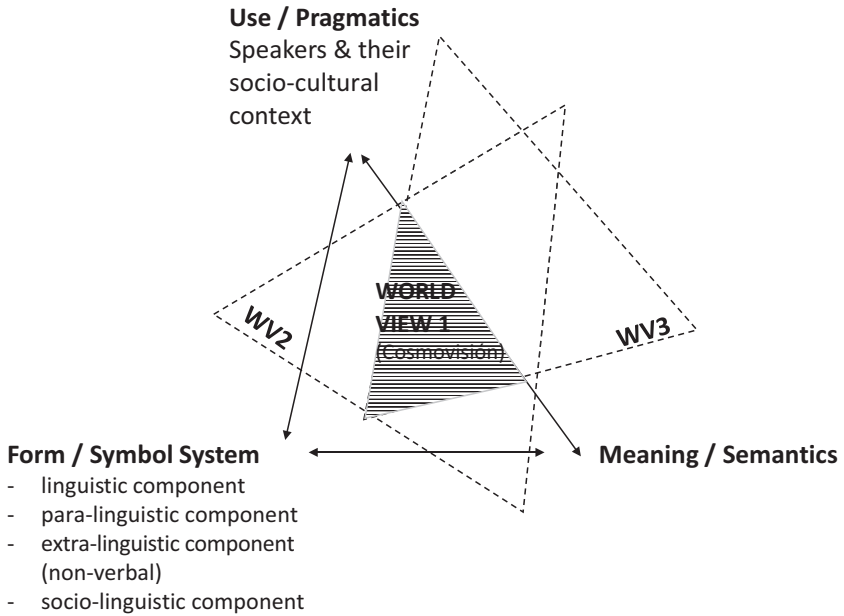 Use / Pragmatics
Speakers & their
socio-cultural
context
WORLD
VIEW 1
(Cosmovisión)
WV2
WV3
Form / Symbol System
- linguistic component
- para-linguistic component
- extra-linguistic component
(non-verbal)
- socio-linguistic component
Meaning / Semantics